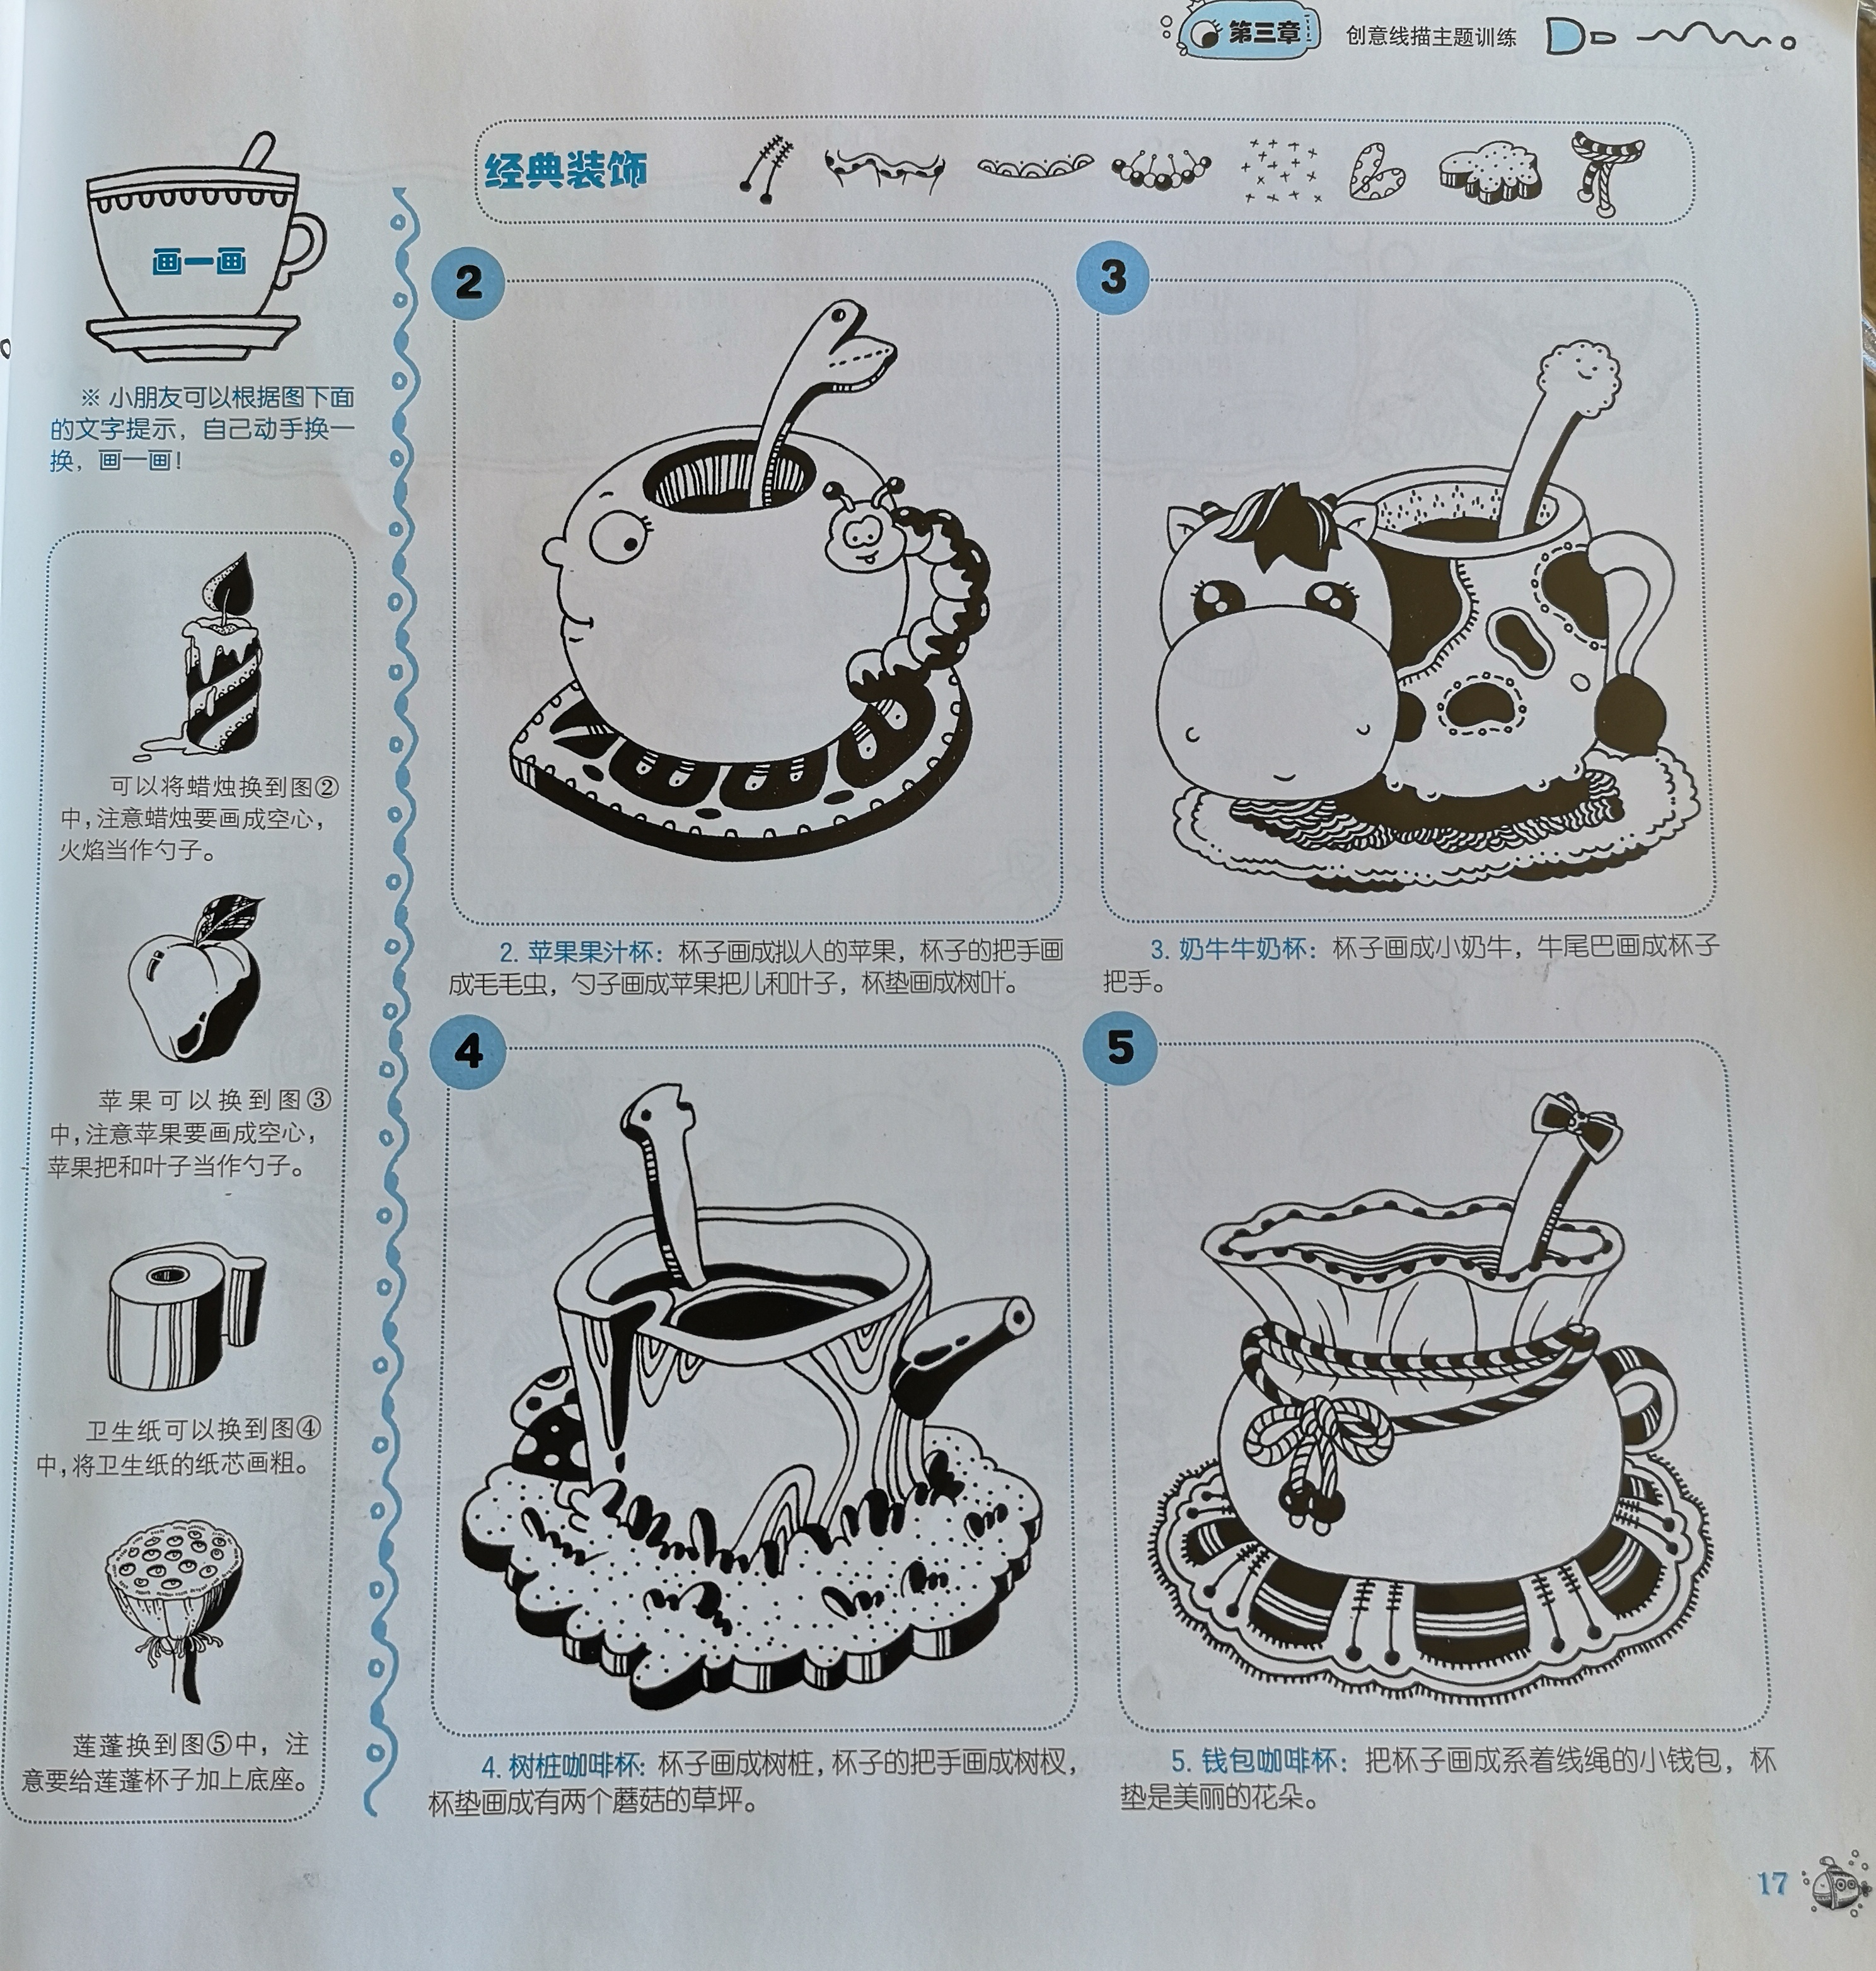 第三章 创意线描主题训练
经典装饰
画一画
※ 小朋友可以根据图下面
的文字提示，自己动手换一
换，画一画！
可以将蜡烛换到图②
中，注意蜡烛要画成空心，
火焰当作勺子。
苹果可以换到图③
中，注意苹果要画成空心，
苹果把和叶子当作勺子。
卫生纸可以换到图④
中，将卫生纸的纸芯画粗。
莲蓬换到图⑤中，注
意要给莲蓬杯子加上底座。
2
2. 苹果果汁杯：杯子画成拟人的苹果，杯子的把手画
成毛毛虫，勺子画成苹果把儿和叶子，杯垫画成树叶。
3
3. 奶牛牛奶杯：杯子画成小奶牛，牛尾巴画成杯子
把手。
4
4. 树桩咖啡杯：杯子画成树桩，杯子的把手画成树杈，
杯垫画成有两个蘑菇的草坪。
5
5. 钱包咖啡杯：把杯子画成系着线绳的小钱包，杯
垫是美丽的花朵。
17